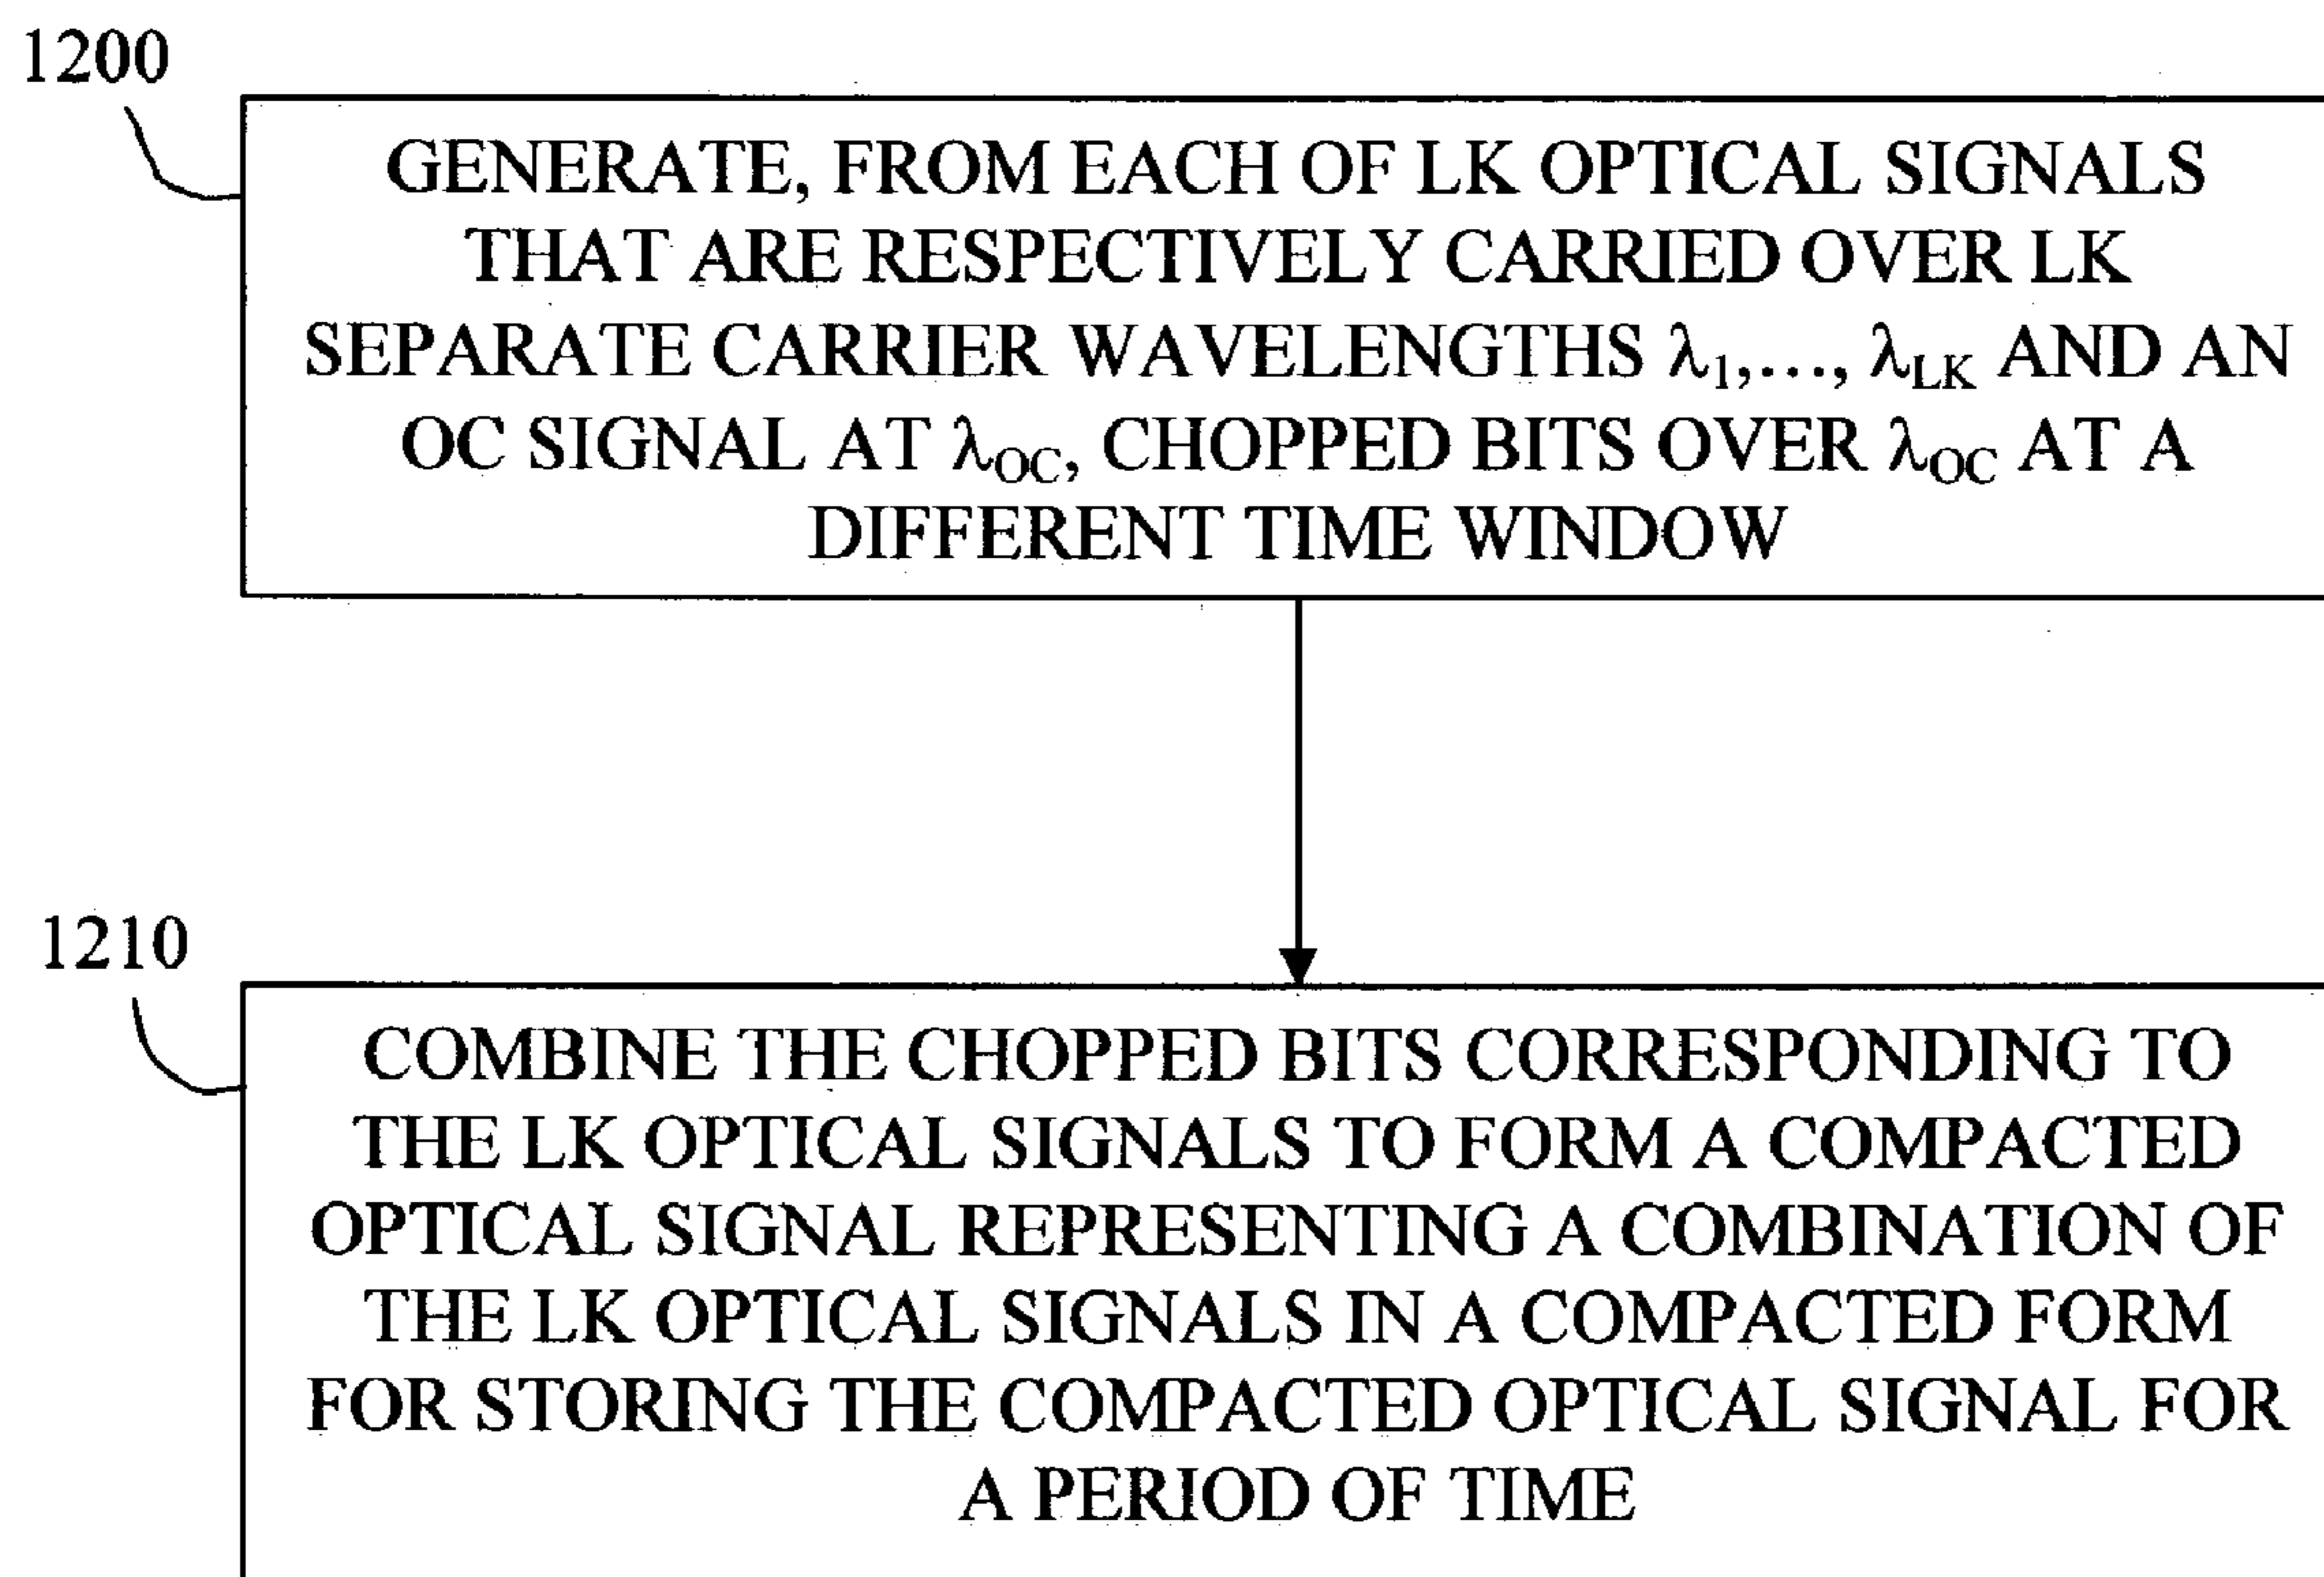 1200
GENERATE, FROM EACH OF LK OPTICAL SIGNALS
THAT ARE RESPECTIVELY CARRIED OVER LK
SEPARATE CARRIER WAVELENGTHS λ₁,..., λLK AND AN
OC SIGNAL AT λOC, CHOPPED BITS OVER λOC AT A
DIFFERENT TIME WINDOW
1210
COMBINE THE CHOPPED BITS CORRESPONDING TO
THE LK OPTICAL SIGNALS TO FORM A COMPACTED
OPTICAL SIGNAL REPRESENTING A COMBINATION OF
THE LK OPTICAL SIGNALS IN A COMPACTED FORM
FOR STORING THE COMPACTED OPTICAL SIGNAL FOR
A PERIOD OF TIME